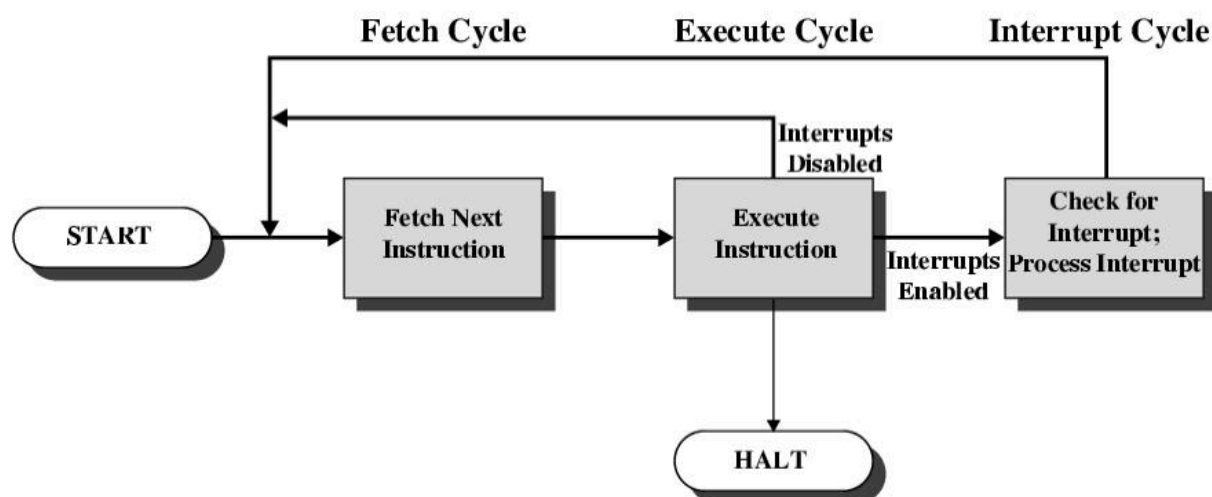 Fetch Cycle
Execute Cycle
Interrupt Cycle
START
Fetch Next
Instruction
Execute
Instruction
Interrupts
Disabled
Interrupts
Enabled
Check for
Interrupt;
Process Interrupt
HALT